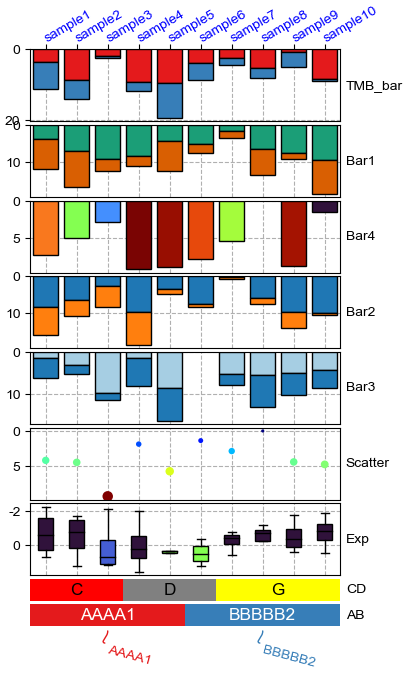 sample1 sample2 sample3 sample4 sample5 sample6 sample7 sample8 sample9 sample10
0
TMB_bar
20
0
Bar1
10
0
Bar4
5
0
Bar2
10
0
Bar3
10
0
Scatter
5
-2
Exp
0
C D G CD
AAAA1 BBBBB2 AB
AAAA1 BBBBB2